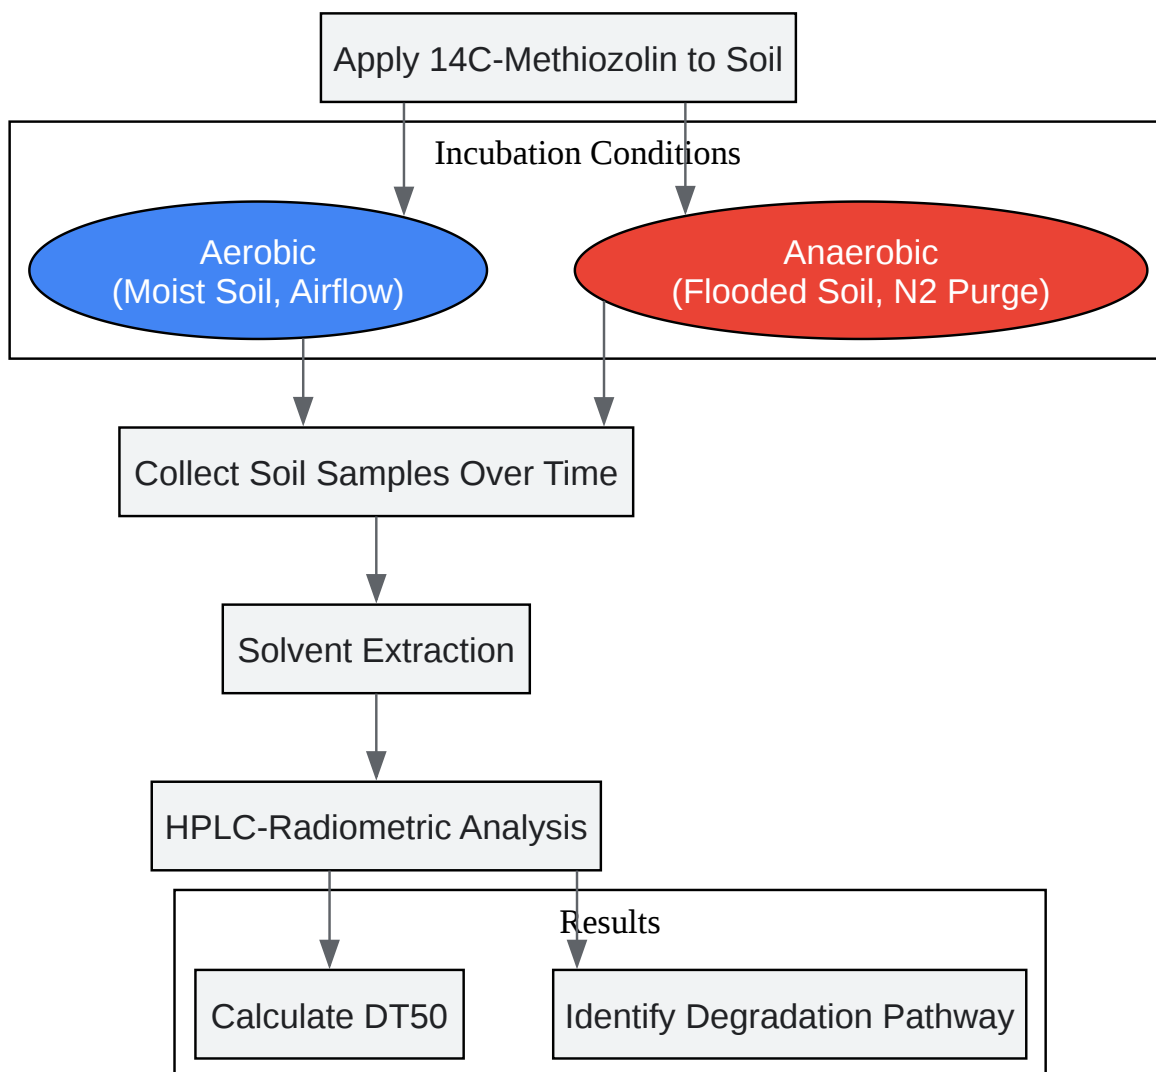 Apply 14C-Methiozolin to Soil
Incubation Conditions
Aerobic
(Moist Soil, Airflow)
Anaerobic
(Flooded Soil, N2 Purge)
Collect Soil Samples Over Time
Solvent Extraction
HPLC-Radiometric Analysis
Results
Calculate DT50
Identify Degradation Pathway